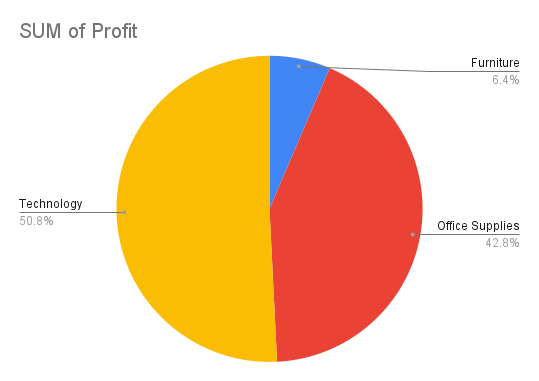 SUM of Profit
Furniture
6.4%
Technology
50.8%
Office Supplies
42.8%